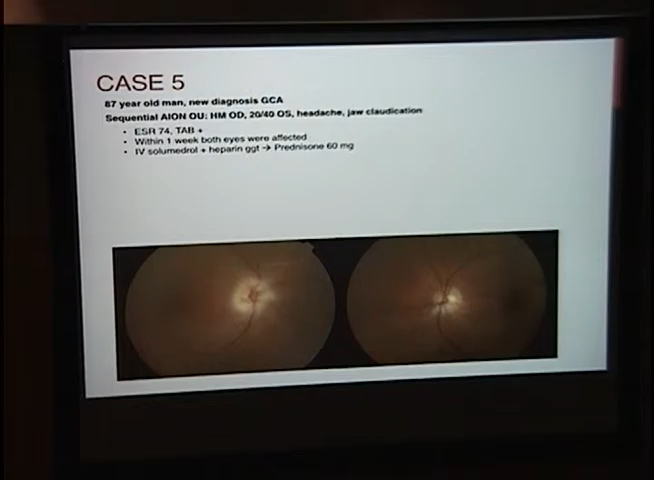 CASE 5
87 year old man, new diagnosis GCA
Sequential AION OU: HM OD, 20/40 OS, headache, jaw claudication
• ESR 74, TAB +
• Within 1 week both eyes were affected
• IV solumedrol + heparin ggt → Prednisone 60 mg